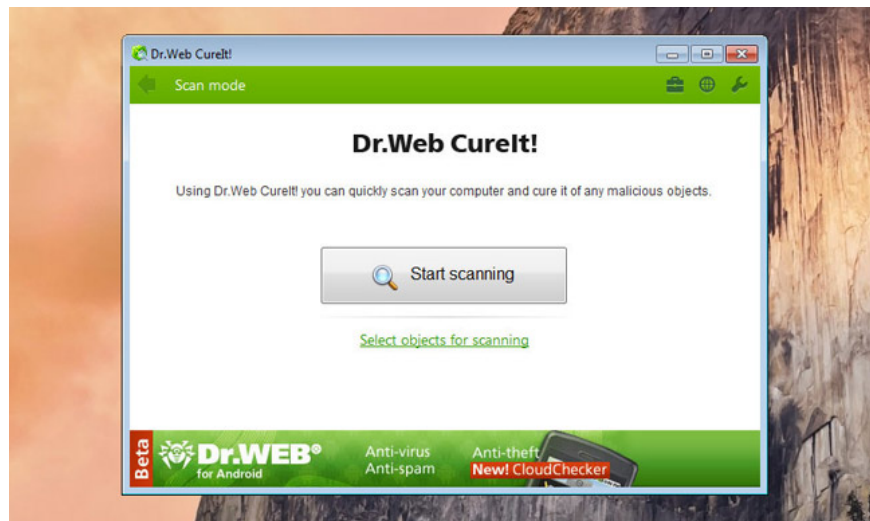 Dr.Web CureIt!
Scan mode
Dr.Web CureIt!
Using Dr.Web CureIt! you can quickly scan your computer and cure it of any malicious objects.
Start scanning
Select objects for scanning
Beta
Dr.WEB®
for Android
Anti-virus
Anti-spam
Anti-theft
New! CloudChecker